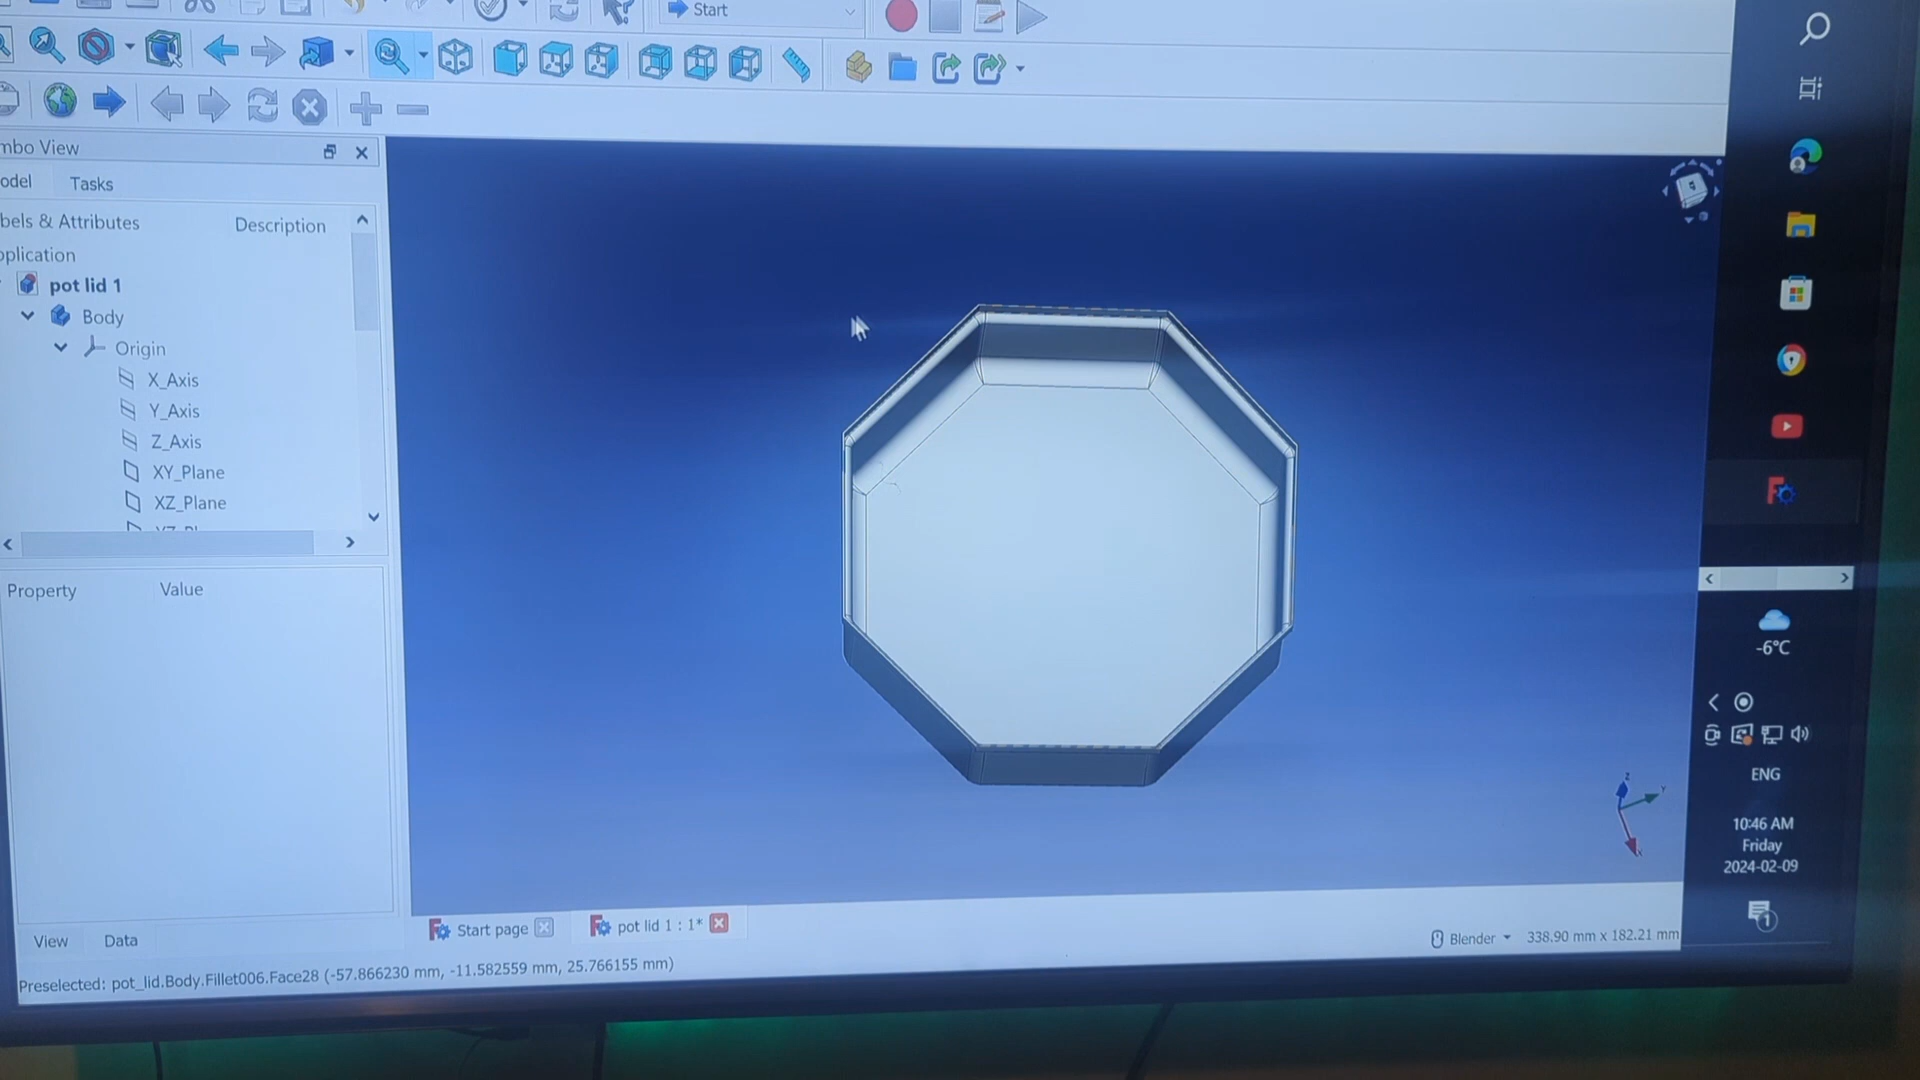 Start
mbo View
odel
Tasks
bels & Attributes
Description
pplication
pot lid 1
Body
Origin
X_Axis
Y_Axis
Z_Axis
XY_Plane
XZ_Plane
Property
Value
View
Data
Start page
pot lid 1 : 1*
Blender
338.90 mm x 182.21 mm
Preselected: pot_lid.Body.Fillet006.Face28 (-57.866230 mm, -11.582559 mm, 25.766155 mm)
-6°C
ENG
10:46 AM
Friday
2024-02-09
1